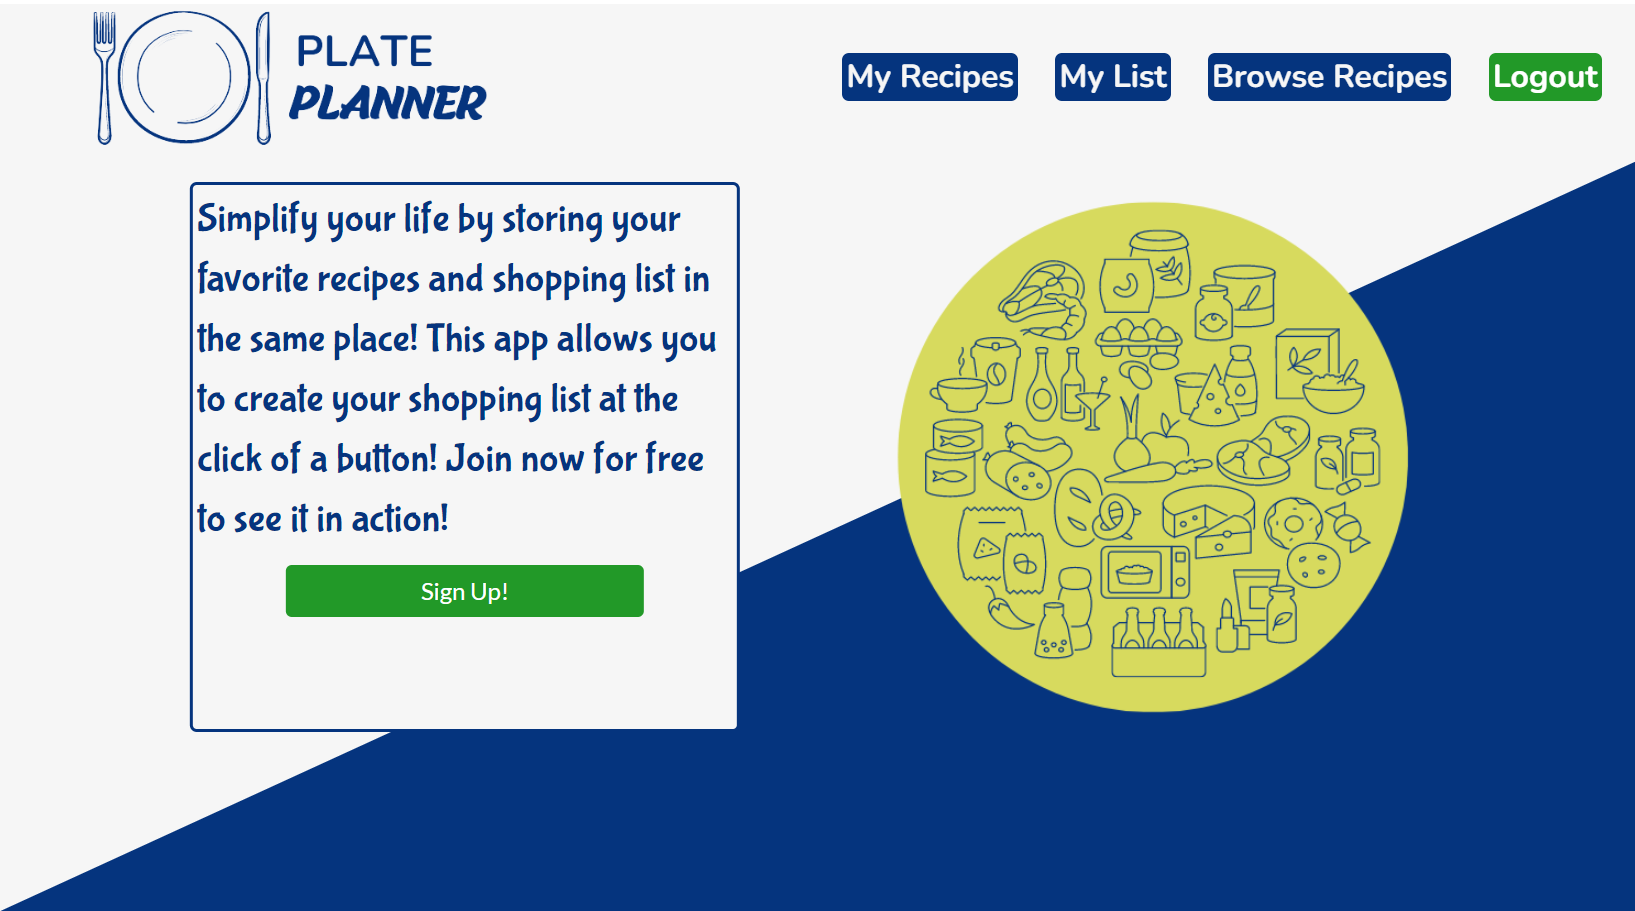 PLATE
PLANNER
My Recipes
My List
Browse Recipes
Logout
Simplify your life by storing your
favorite recipes and shopping list in
the same place! This app allows you
to create your shopping list at the
click of a button! Join now for free
to see it in action!
Sign Up!